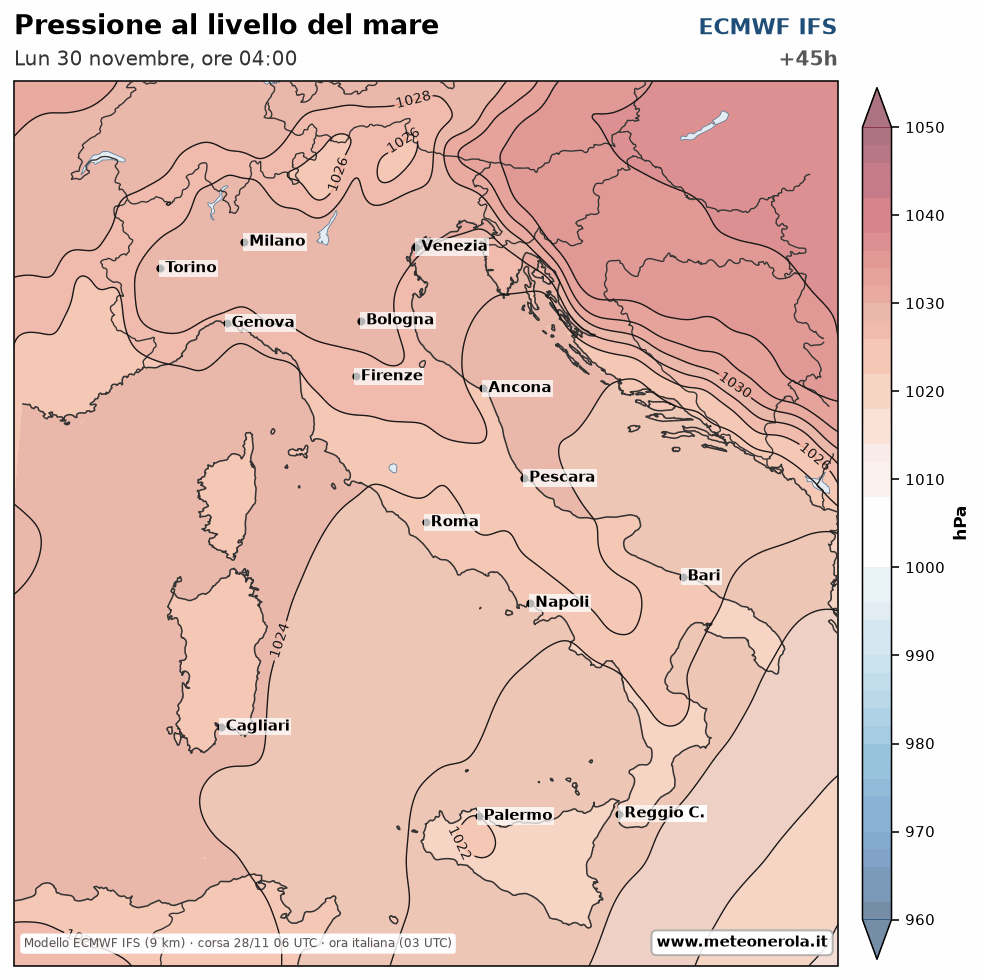 Pressione al livello del mare
ECMWF IFS
Lun 30 novembre, ore 04:00
+45h
1028
1026
1026
Milano
Venezia
Torino
Genova
Bologna
Firenze
Ancona
1030
1026
Pescara
Roma
Bari
Napoli
1024
Cagliari
Palermo
Reggio C.
1022
1050
1040
1030
1020
1010
1000
990
980
970
960
hPa
Modello ECMWF IFS (9 km) · corsa 28/11 06 UTC · ora italiana (03 UTC)
www.meteonerola.it